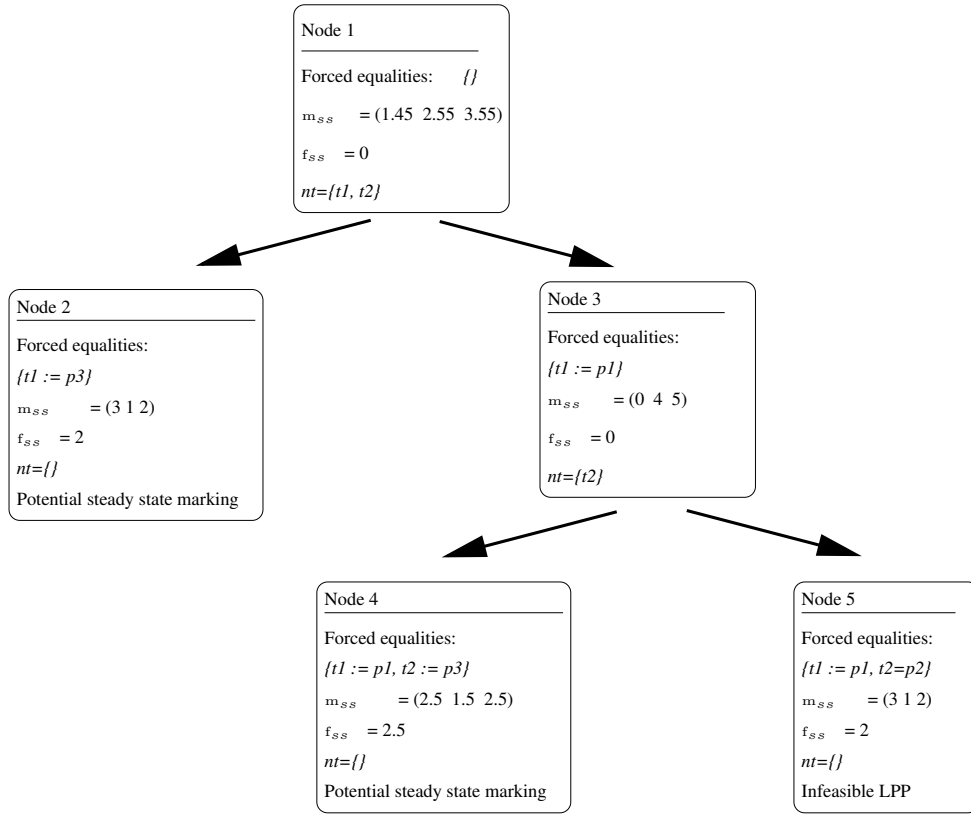 Node 1
Forced equalities: {}
m_ss = (1.45 2.55 3.55)
f_ss = 0
nt={t1, t2}
Node 2
Forced equalities:
{t1 := p3}
m_ss = (3 1 2)
f_ss = 2
nt={}
Potential steady state marking
Node 3
Forced equalities:
{t1 := p1}
m_ss = (0 4 5)
f_ss = 0
nt={t2}
Node 4
Forced equalities:
{t1 := p1, t2 := p3}
m_ss = (2.5 1.5 2.5)
f_ss = 2.5
nt={}
Potential steady state marking
Node 5
Forced equalities:
{t1 := p1, t2=p2}
m_ss = (3 1 2)
f_ss = 2
nt={}
Infeasible LPP